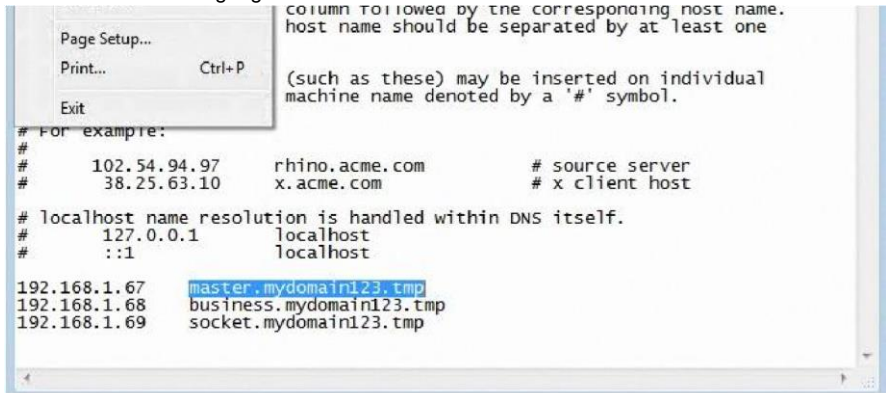 column followed by the corresponding host name.
host name should be separated by at least one
Page Setup...
Print... Ctrl+P
(such as these) may be inserted on individual
machine name denoted by a '#' symbol.
Exit
# For example:
#
# 102.54.94.97 rhino.acme.com # source server
# 38.25.63.10 x.acme.com # x client host
# localhost name resolution is handled within DNS itself.
# 127.0.0.1 localhost
# ::1 localhost
192.168.1.67 master.mydomain123.tmp
192.168.1.68 business.mydomain123.tmp
192.168.1.69 socket.mydomain123.tmp